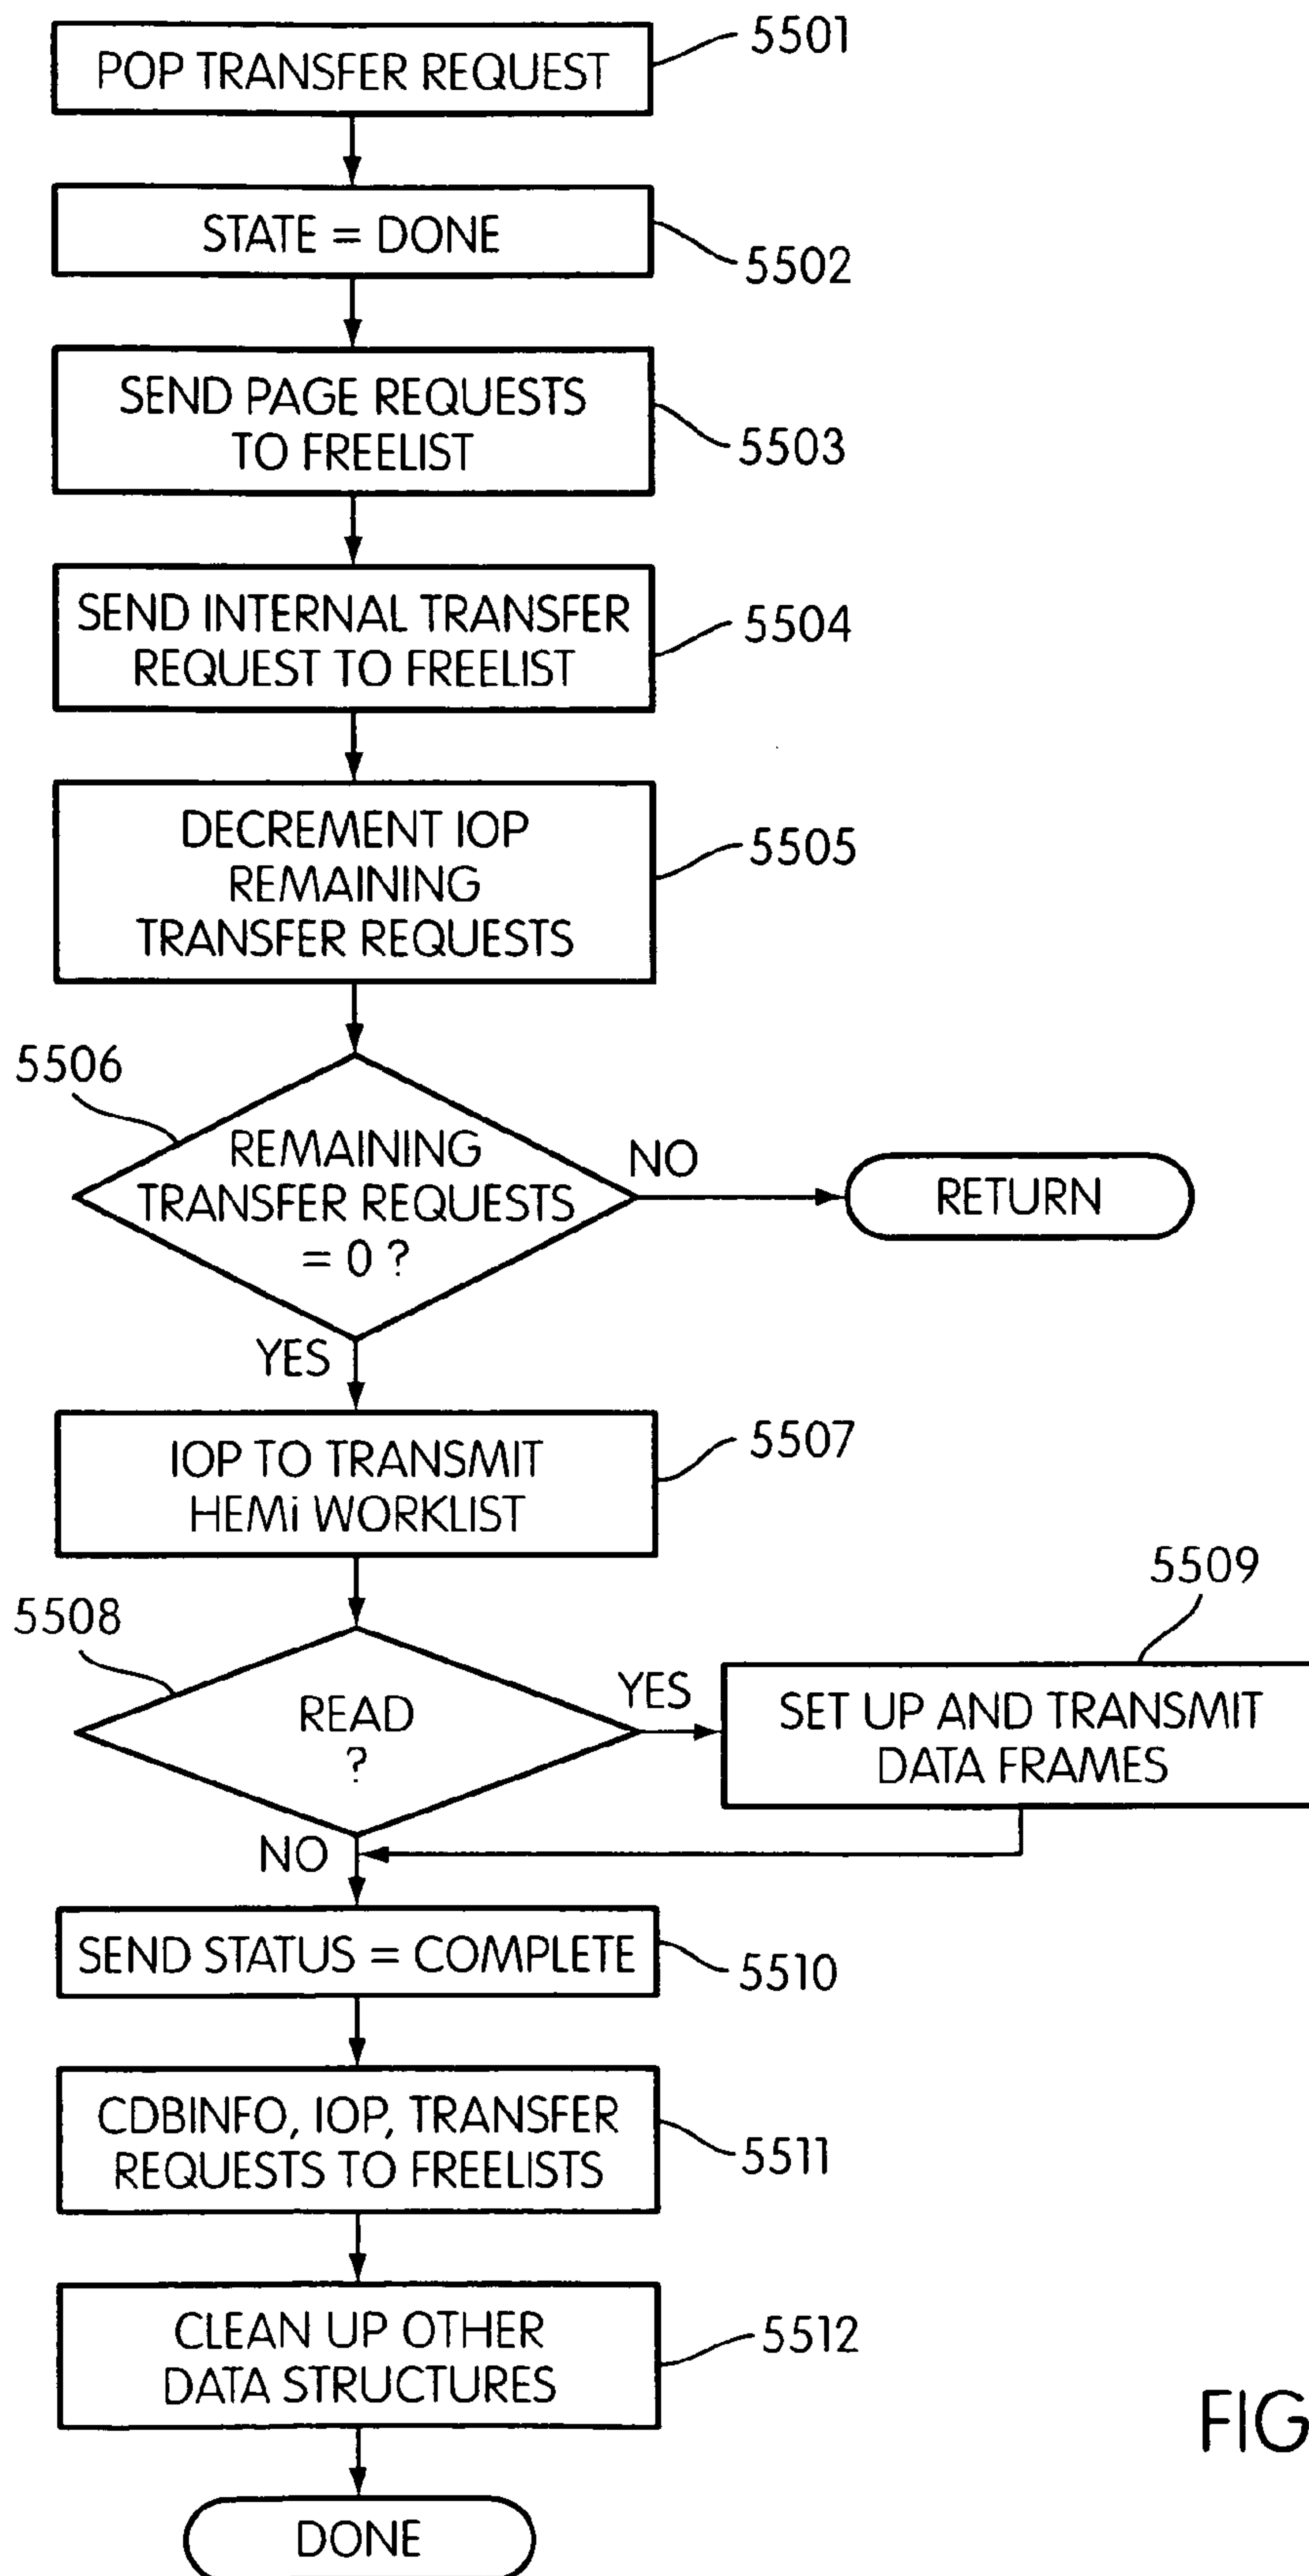 5501
POP TRANSFER REQUEST
STATE = DONE
5502
SEND PAGE REQUESTS
TO FREELIST
5503
SEND INTERNAL TRANSFER
REQUEST TO FREELIST
5504
DECREMENT IOP
REMAINING
TRANSFER REQUESTS
5505
5506
REMAINING
TRANSFER REQUESTS
= 0 ?
NO
RETURN
YES
IOP TO TRANSMIT
HEMi WORKLIST
5507
5508
READ
?
YES
5509
SET UP AND TRANSMIT
DATA FRAMES
NO
SEND STATUS = COMPLETE
5510
CDBINFO, IOP, TRANSFER
REQUESTS TO FREELISTS
5511
CLEAN UP OTHER
DATA STRUCTURES
5512
DONE
FIG